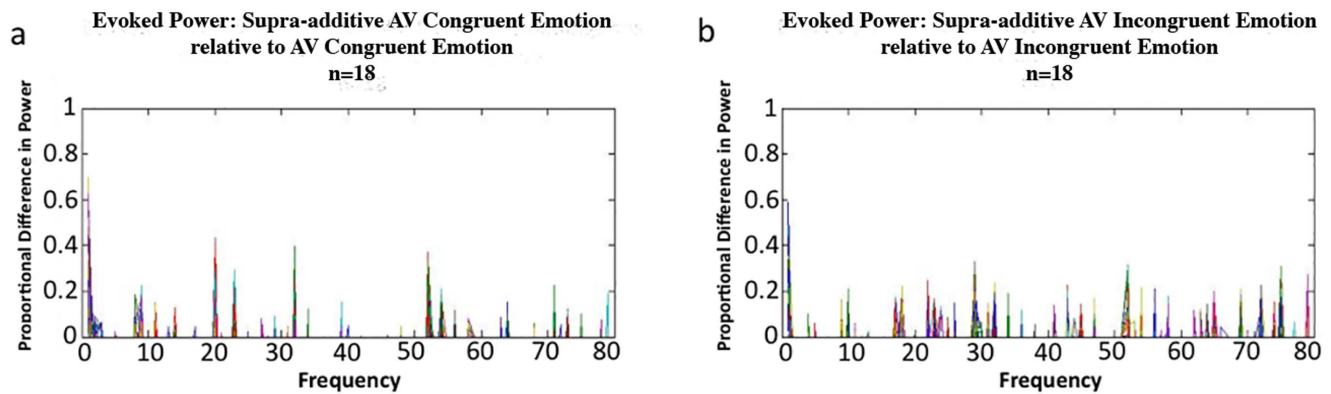 a
Evoked Power: Supra-additive AV Congruent Emotion
relative to AV Congruent Emotion
n=18
Proportional Difference in Power
1
0.8
0.6
0.4
0.2
0
0 10 20 30 40 50 60 70 80
Frequency
b
Evoked Power: Supra-additive AV Incongruent Emotion
relative to AV Incongruent Emotion
n=18
Proportional Difference in Power
1
0.8
0.6
0.4
0.2
0
0 10 20 30 40 50 60 70 80
Frequency